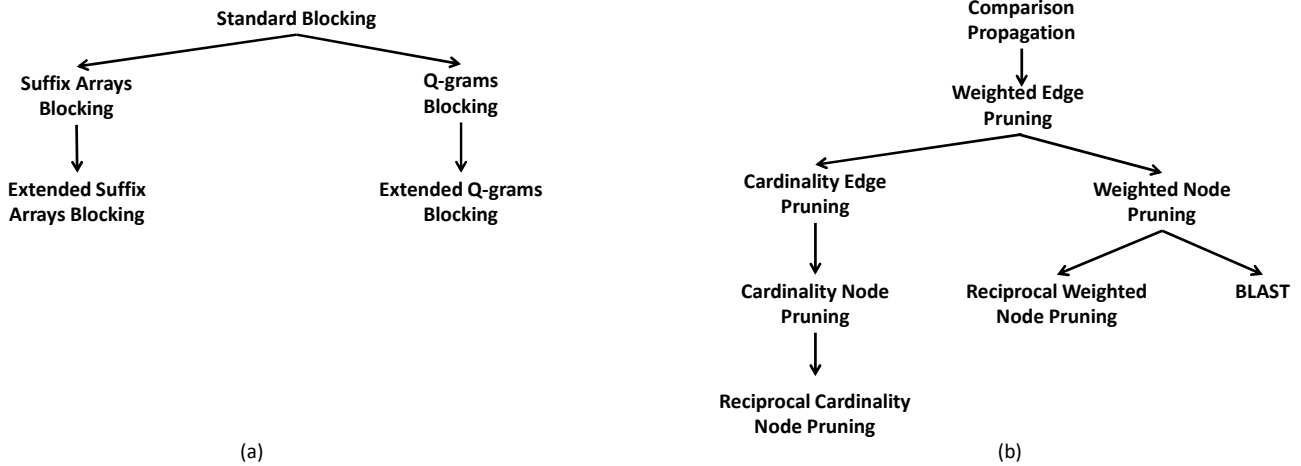 Standard Blocking
Suffix Arrays
Blocking
Q-grams
Blocking
Extended Suffix
Arrays Blocking
Extended Q-grams
Blocking
(a)
Comparison
Propagation
Weighted Edge
Pruning
Cardinality Edge
Pruning
Weighted Node
Pruning
Cardinality Node
Pruning
Reciprocal Weighted
Node Pruning
BLAST
Reciprocal Cardinality
Node Pruning
(b)